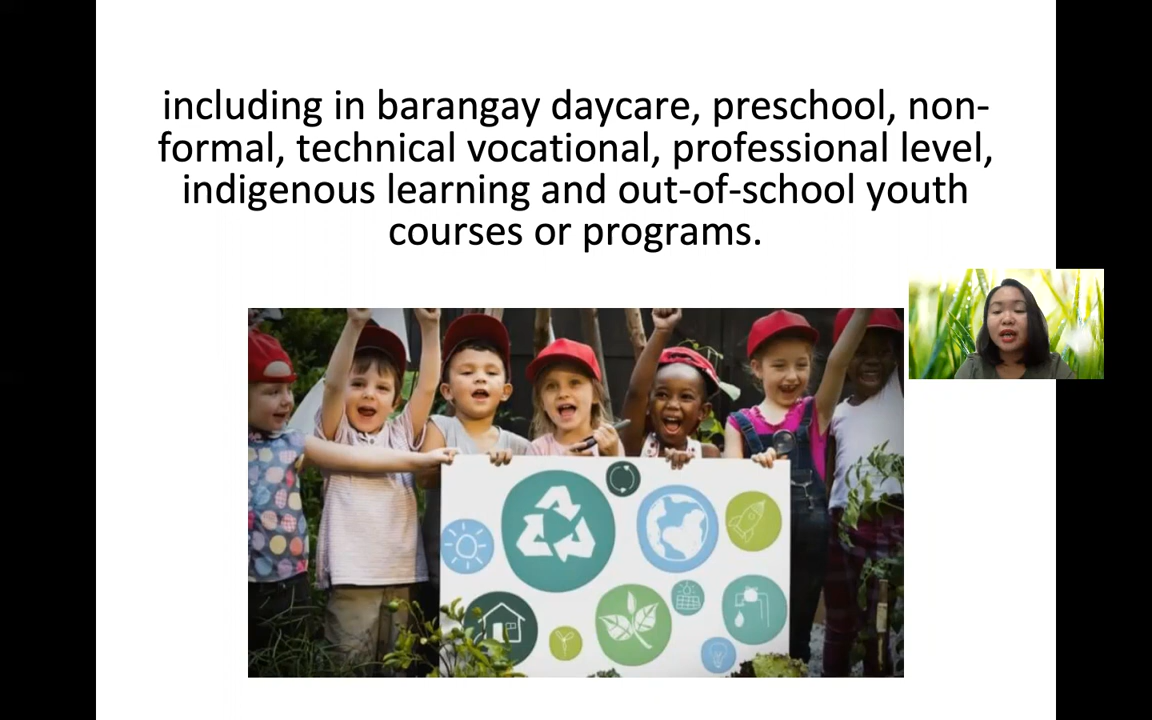 including in barangay daycare, preschool, non-
formal, technical vocational, professional level,
indigenous learning and out-of-school youth
courses or programs.